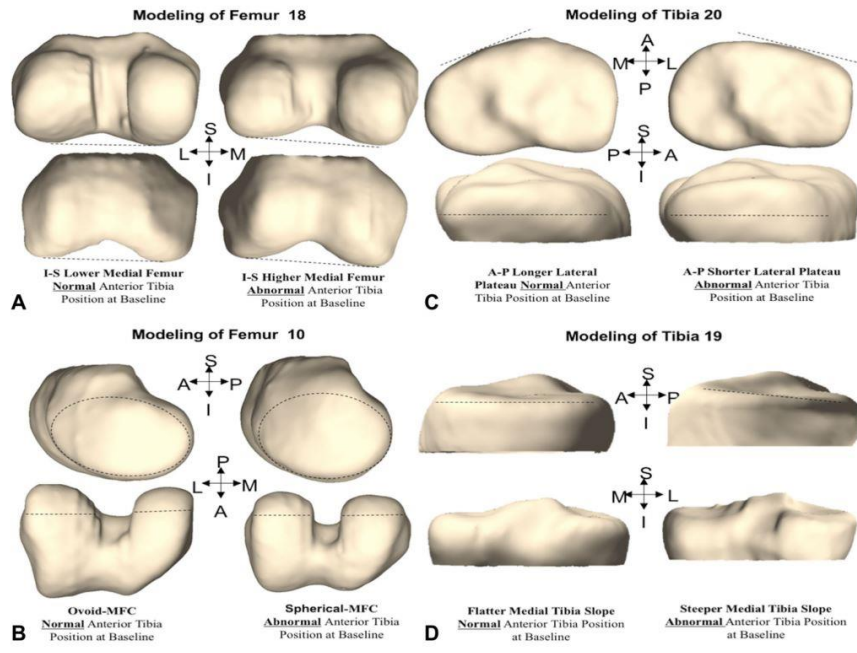 Modeling of Femur 18
S
L M
I
I-S Lower Medial Femur
Normal Anterior Tibia
Position at Baseline
I-S Higher Medial Femur
Abnormal Anterior Tibia
Position at Baseline
A
Modeling of Tibia 20
A
M L
P
S
P A
I
A-P Longer Lateral
Plateau Normal Anterior
Tibia Position at Baseline
A-P Shorter Lateral Plateau
Abnormal Anterior Tibia
Position at Baseline
C
Modeling of Femur 10
S
A P
I
P
L M
A
Ovoid-MFC
Normal Anterior Tibia
Position at Baseline
Spherical-MFC
Abnormal Anterior Tibia
Position at Baseline
B
Modeling of Tibia 19
S
A P
I
S
M L
I
Flatter Medial Tibia Slope
Normal Anterior Tibia Position
at Baseline
Steeper Medial Tibia Slope
Abnormal Anterior Tibia Position
at Baseline
D